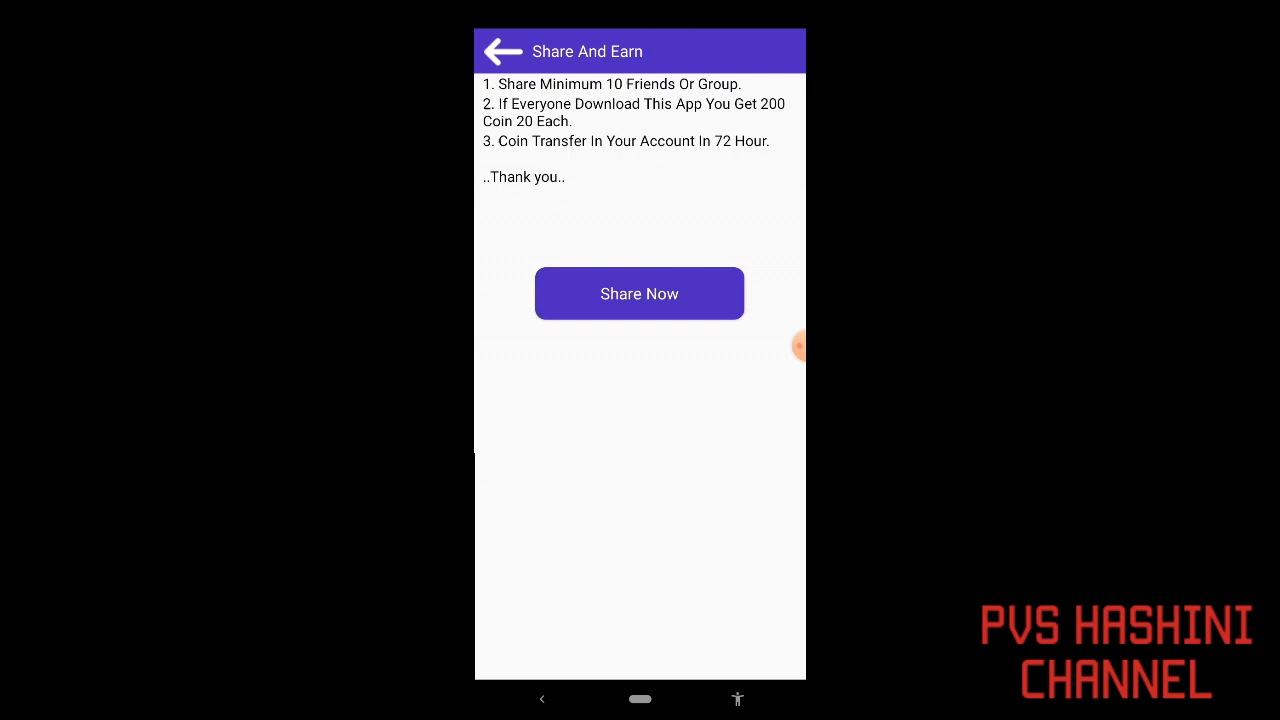 Share And Earn
1. Share Minimum 10 Friends Or Group.
2. If Everyone Download This App You Get 200
Coin 20 Each.
3. Coin Transfer In Your Account In 72 Hour.
..Thank you..
Share Now
PVS HASHINI
CHANNEL